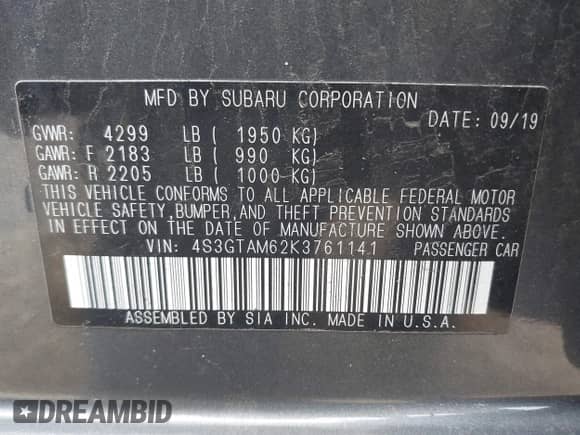 MFD BY SUBARU CORPORATION
DATE: 09/19
GVWR: 4299 LB ( 1950 KG)
GAWR: F 2183 LB ( 990 KG)
GAWR: R 2205 LB ( 1000 KG)
THIS VEHICLE CONFORMS TO ALL APPLICABLE FEDERAL MOTOR
VEHICLE SAFETY, BUMPER, AND THEFT PREVENTION STANDARDS
IN EFFECT ON THE DATE OF MANUFACTURE SHOWN ABOVE.
VIN: 4S3GTAM62K3761141 PASSENGER CAR
ASSEMBLED BY SIA INC. MADE IN U.S.A.
DREAMBID